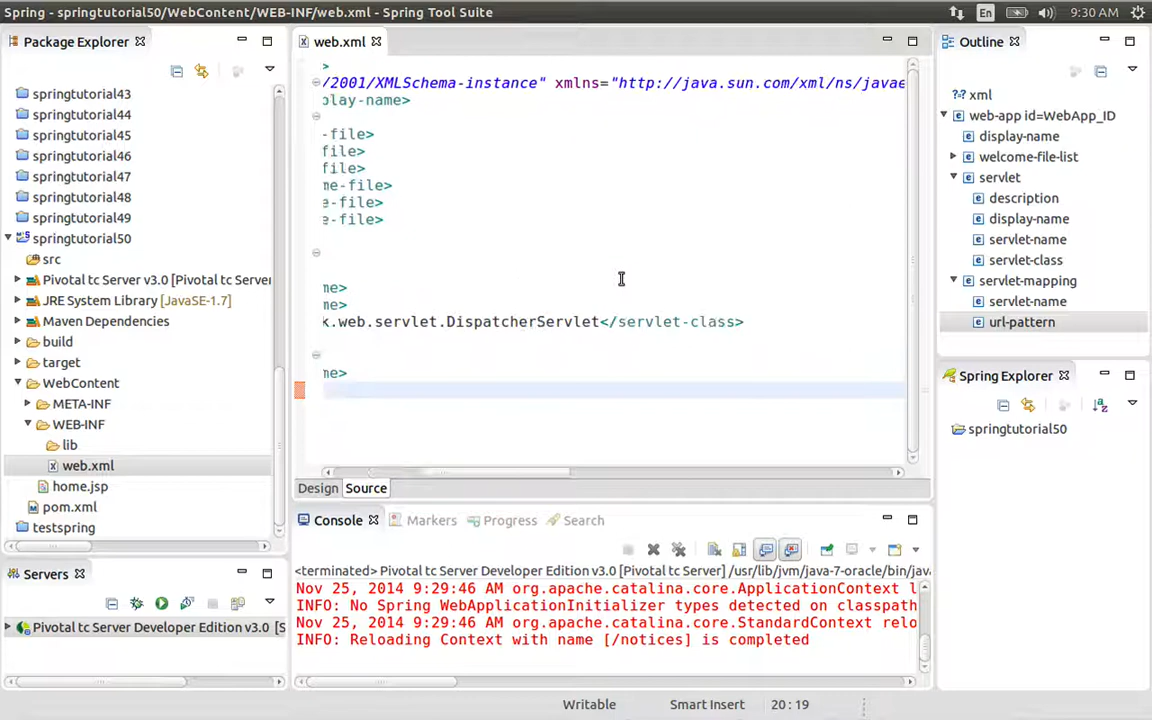 Spring - springtutorial50/WebContent/WEB-INF/web.xml - Spring Tool Suite
En
9:30 AM
Package Explorer
springtutorial43
springtutorial44
springtutorial45
springtutorial46
springtutorial47
springtutorial48
springtutorial49
springtutorial50
src
Pivotal tc Server v3.0 [Pivotal tc Server
JRE System Library [JavaSE-1.7]
Maven Dependencies
build
target
WebContent
META-INF
WEB-INF
lib
web.xml
home.jsp
pom.xml
testspring
Servers
Pivotal tc Server Developer Edition v3.0 [S
web.xml
>
/2001/XMLSchema-instance" xmlns="http://java.sun.com/xml/ns/javae
play-name>
-file>
file>
file>
me-file>
e-file>
e-file>
me>
me>
k.web.servlet.DispatcherServlet</servlet-class>
me>
Design
Source
Console
Markers
Progress
Search
<terminated> Pivotal tc Server Developer Edition v3.0 [Pivotal tc Server] /usr/lib/jvm/java-7-oracle/bin/java
Nov 25, 2014 9:29:46 AM org.apache.catalina.core.ApplicationContext l
INFO: No Spring WebApplicationInitializer types detected on classpath
Nov 25, 2014 9:29:46 AM org.apache.catalina.core.StandardContext relo
INFO: Reloading Context with name [/notices] is completed
Outline
xml
web-app id=WebApp_ID
display-name
welcome-file-list
servlet
description
display-name
servlet-name
servlet-class
servlet-mapping
servlet-name
url-pattern
Spring Explorer
springtutorial50
Writable
Smart Insert
20 : 19